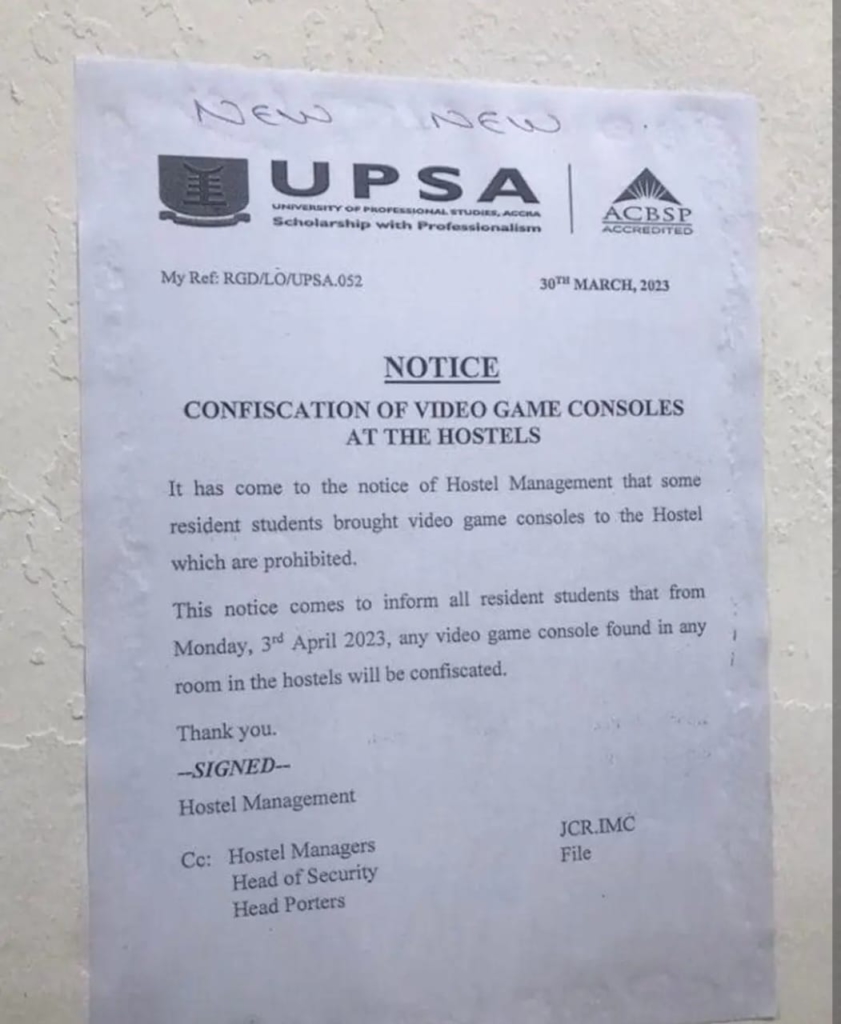 NEW NEW
UPSA
UNIVERSITY OF PROFESSIONAL STUDIES, ACCRA
Scholarship with Professionalism
ACBSP
ACCREDITED
My Ref: RGD/LO/UPSA.052
30TH MARCH, 2023
NOTICE
CONFISCATION OF VIDEO GAME CONSOLES
AT THE HOSTELS
It has come to the notice of Hostel Management that some
resident students brought video game consoles to the Hostel
which are prohibited.
This notice comes to inform all resident students that from
Monday, 3rd April 2023, any video game console found in any
room in the hostels will be confiscated.
Thank you.
--SIGNED--
Hostel Management
Cc: Hostel Managers
Head of Security
Head Porters
JCR.IMC
File